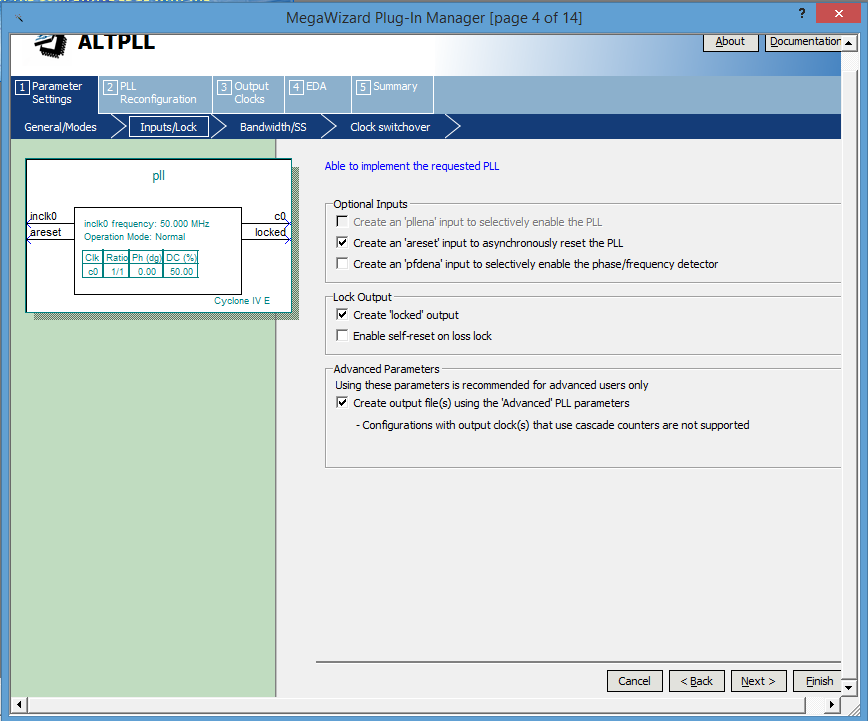 MegaWizard Plug-In Manager [page 4 of 14]
?
ALTPLL
About
Documentation
1 Parameter Settings
2 PLL Reconfiguration
3 Output Clocks
4 EDA
5 Summary
General/Modes
Inputs/Lock
Bandwidth/SS
Clock switchover
pll
inclk0
areset
c0
locked
inclk0 frequency: 50.000 MHz
Operation Mode: Normal
Clk Ratio Ph (dg) DC (%)
c0 1/1 0.00 50.00
Cyclone IV E
Able to implement the requested PLL
Optional Inputs
Create an 'pllena' input to selectively enable the PLL
Create an 'areset' input to asynchronously reset the PLL
Create an 'pfdena' input to selectively enable the phase/frequency detector
Lock Output
Create 'locked' output
Enable self-reset on loss lock
Advanced Parameters
Using these parameters is recommended for advanced users only
Create output file(s) using the 'Advanced' PLL parameters
- Configurations with output clock(s) that use cascade counters are not supported
Cancel
< Back
Next >
Finish